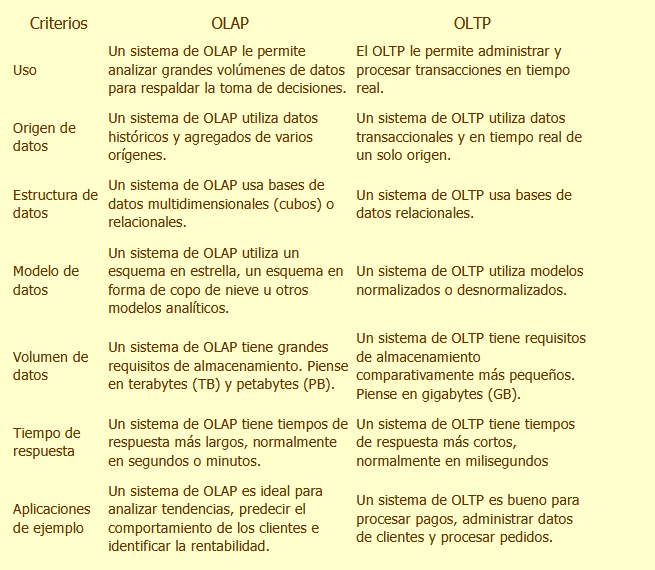 Criterios OLAP OLTP
Uso
Un sistema de OLAP le permite
analizar grandes volúmenes de datos
para respaldar la toma de decisiones.
El OLTP le permite administrar y
procesar transacciones en tiempo
real.
Origen de
datos
Un sistema de OLAP utiliza datos
históricos y agregados de varios
orígenes.
Un sistema de OLTP utiliza datos
transaccionales y en tiempo real de
un solo origen.
Estructura de
datos
Un sistema de OLAP usa bases de
datos multidimensionales (cubos) o
relacionales.
Un sistema de OLTP usa bases de
datos relacionales.
Modelo de
datos
Un sistema de OLAP utiliza un
esquema en estrella, un esquema en
forma de copo de nieve u otros
modelos analíticos.
Un sistema de OLTP utiliza modelos
normalizados o desnormalizados.
Volumen de
datos
Un sistema de OLAP tiene grandes
requisitos de almacenamiento. Piense
en terabytes (TB) y petabytes (PB).
Un sistema de OLTP tiene requisitos
de almacenamiento
comparativamente más pequeños.
Piense en gigabytes (GB).
Tiempo de
respuesta
Un sistema de OLAP tiene tiempos de
respuesta más largos, normalmente
en segundos o minutos.
Un sistema de OLTP tiene tiempos
de respuesta más cortos,
normalmente en milisegundos
Aplicaciones
de ejemplo
Un sistema de OLAP es ideal para
analizar tendencias, predecir el
comportamiento de los clientes e
identificar la rentabilidad.
Un sistema de OLTP es bueno para
procesar pagos, administrar datos
de clientes y procesar pedidos.